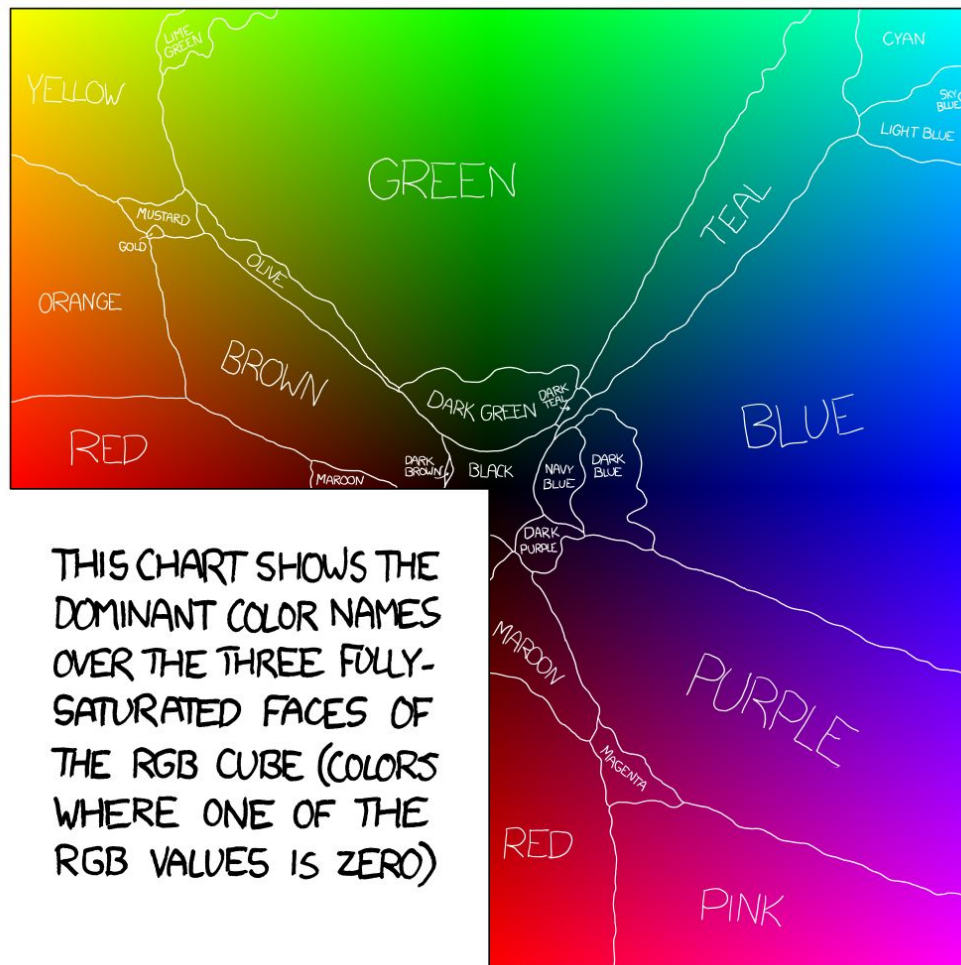 LIME
GREEN
CYAN
YELLOW
SKY
BLUE
LIGHT BLUE
GREEN
TEAL
MUSTARD
GOLD
OLIVE
ORANGE
BROWN
DARK GREEN
DARK
TEAL
BLUE
RED
MAROON
DARK
BROWN
BLACK
NAVY
BLUE
DARK
BLUE
DARK
PURPLE
MAROON
PURPLE
MAGENTA
RED
PINK
THIS CHART SHOWS THE
DOMINANT COLOR NAMES
OVER THE THREE FULLY-
SATURATED FACES OF
THE RGB CUBE (COLORS
WHERE ONE OF THE
RGB VALUES IS ZERO)